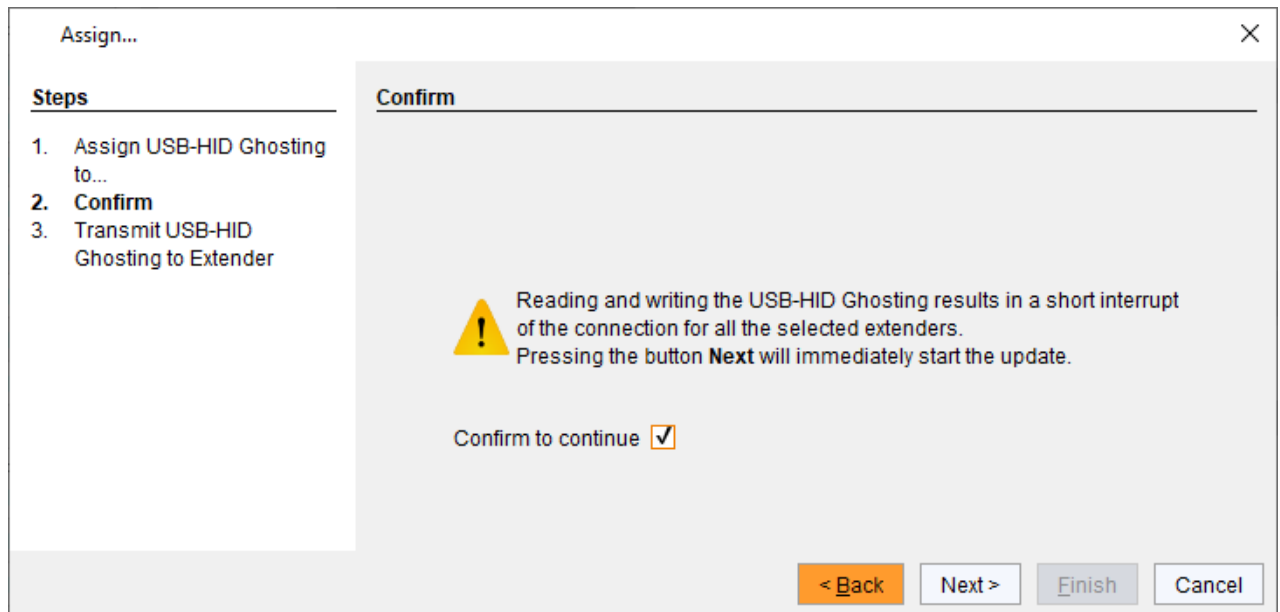 Assign...
Steps
1. Assign USB-HID Ghosting
to...
2. Confirm
3. Transmit USB-HID
Ghosting to Extender
Confirm
Reading and writing the USB-HID Ghosting results in a short interrupt
of the connection for all the selected extenders.
Pressing the button Next will immediately start the update.
Confirm to continue
< Back
Next >
Finish
Cancel